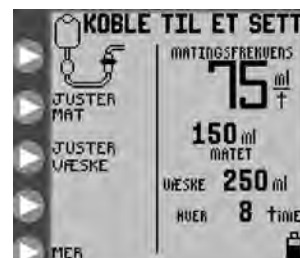 KOBLE TIL ET SETT
MATINGSFREKVENS
75 ml
t
JUSTER
MAT
150 ml
MATET
JUSTER
VÆSKE
VÆSKE 250 ml
HVER 8 TIME
MER